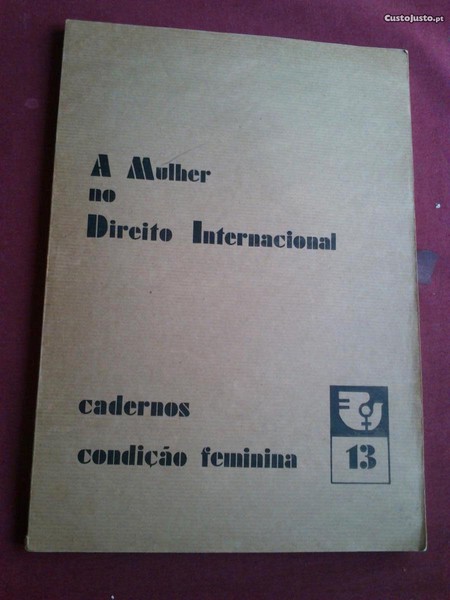 CustoJusto.pt
A Mulher
no
Direito Internacional
cadernos
condição feminina
13